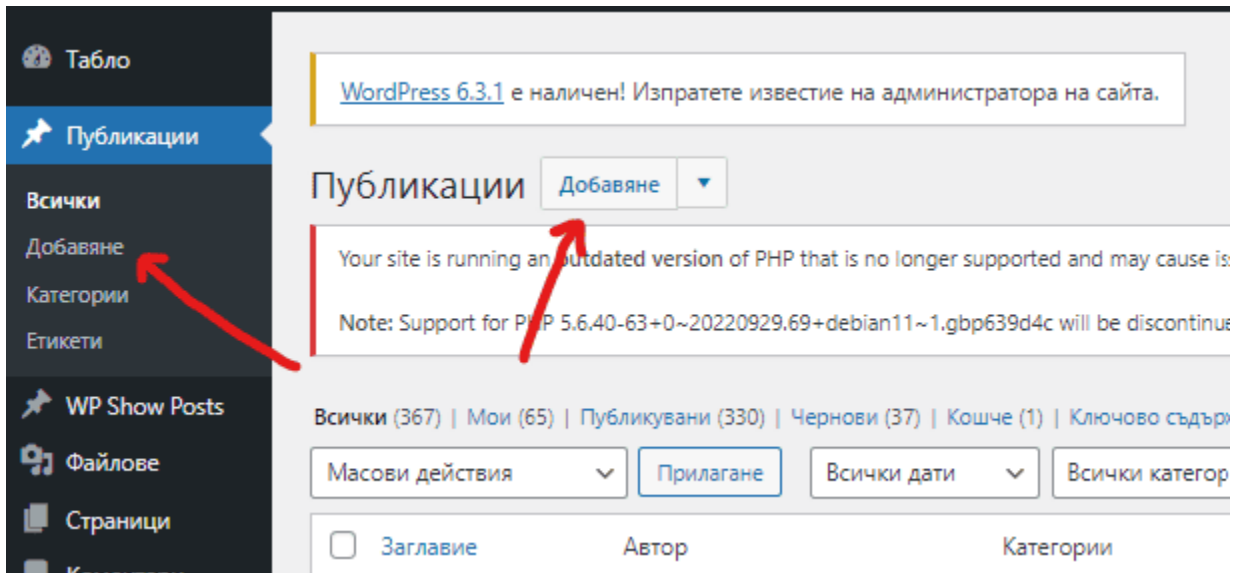 Табло
Публикации
Всички
Добавяне
Категории
Етикети
WP Show Posts
Файлове
Страници
WordPress 6.3.1 е наличен! Изпратете известие на администратора на сайта.
Публикации Добавяне
Your site is running an outdated version of PHP that is no longer supported and may cause
Note: Support for PHP 5.6.40-63+0~20220929.69+debian11~1.gbp639d4c will be
Всички (367) | Мои (65) | Публикувани (330) | Чернови (37) | Кошче (1) | Ключово
Масови действия Прилагане Всички дати Всички
Заглавие Автор Категории